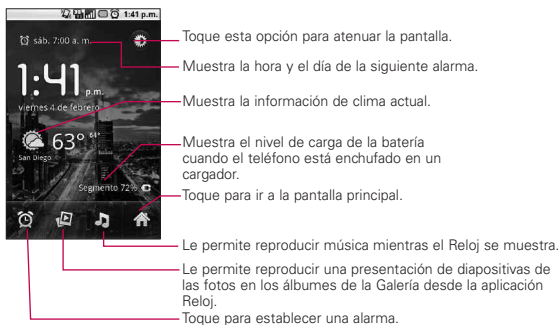 1:41 p.m.
sáb. 7:00 a. m.
1:41 p.m.
viernes 4 de febrero
63° 64°
San Diego
Segmento 72%
Toque esta opción para atenuar la pantalla.
Muestra la hora y el día de la siguiente alarma.
Muestra la información de clima actual.
Muestra el nivel de carga de la batería
cuando el teléfono está enchufado en un
cargador.
Toque para ir a la pantalla principal.
Le permite reproducir música mientras el Reloj se muestra.
Le permite reproducir una presentación de diapositivas de
las fotos en los álbumes de la Galería desde la aplicación
Reloj.
Toque para establecer una alarma.